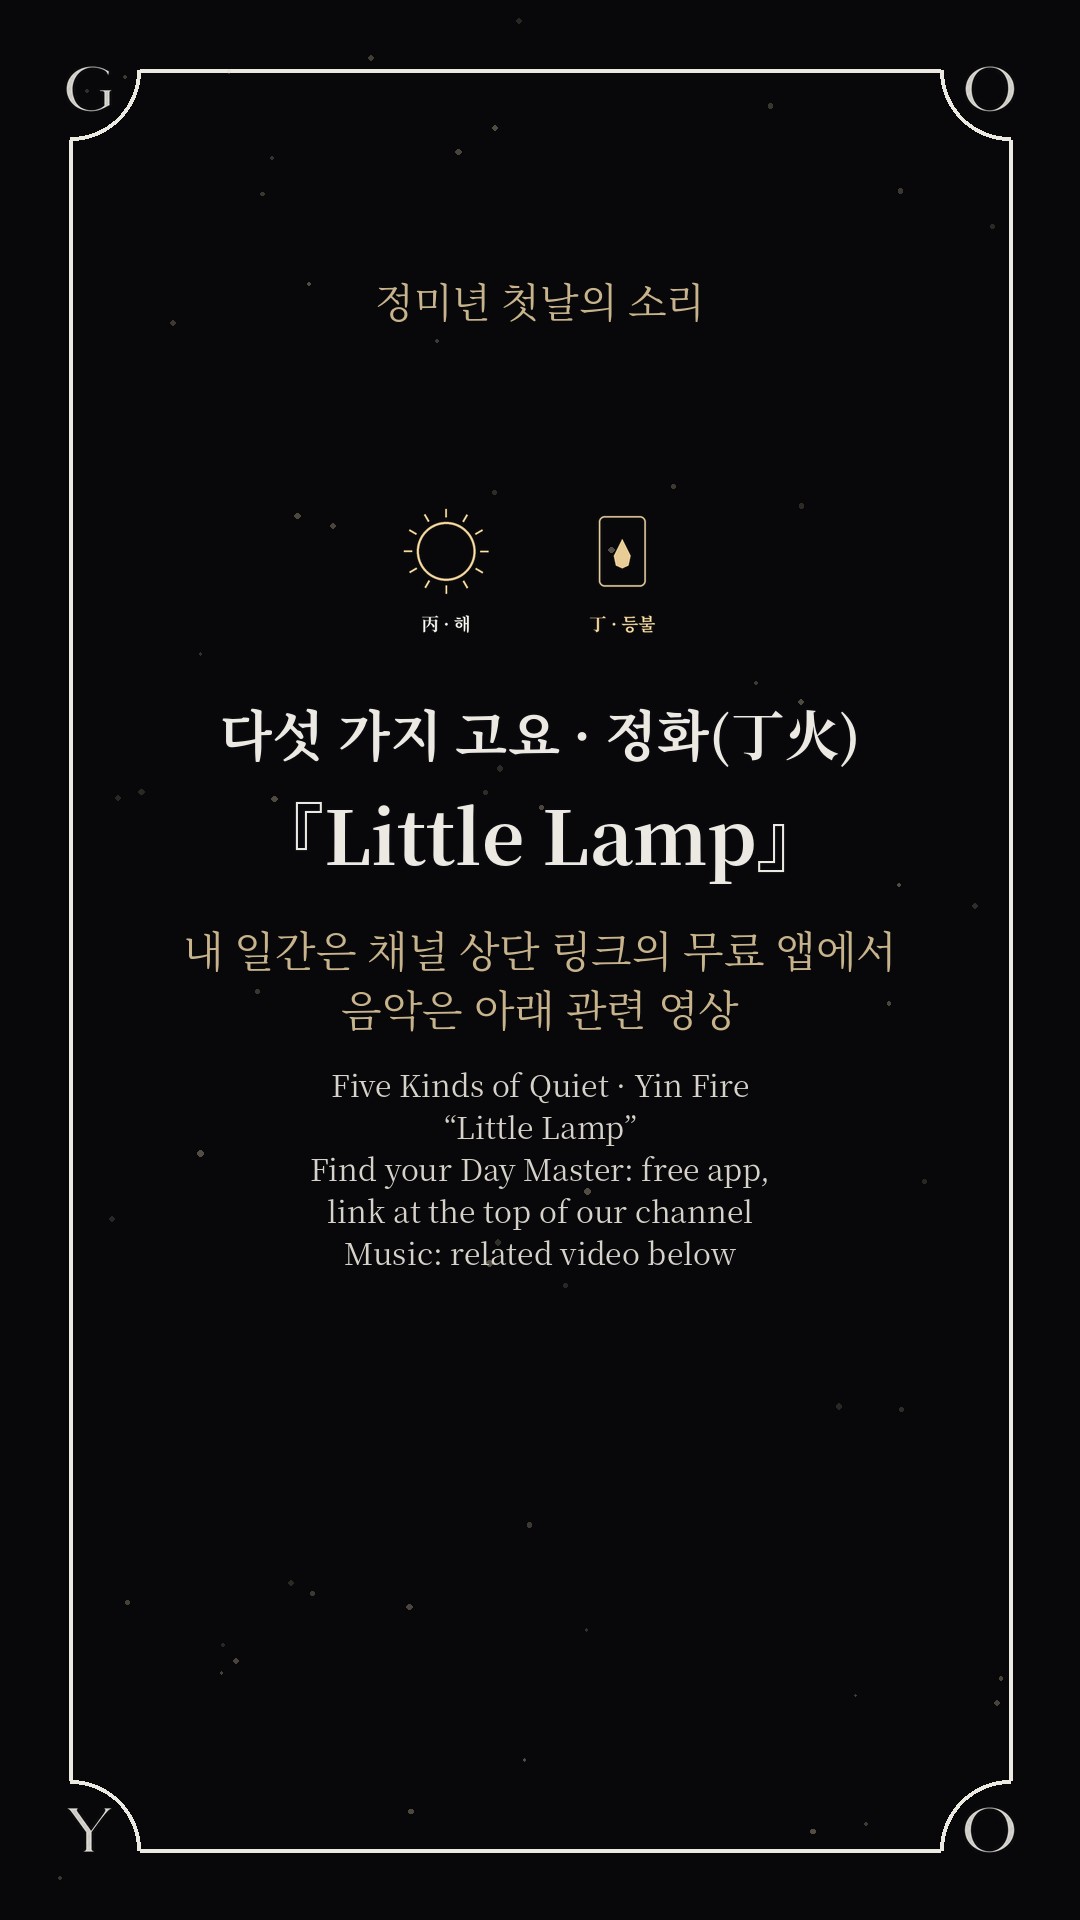 G O
정미년 첫날의 소리
丙 · 해 丁 · 등불
다섯 가지 고요 · 정화(丁火)
『Little Lamp』
내 일간은 채널 상단 링크의 무료 앱에서
음악은 아래 관련 영상
Five Kinds of Quiet · Yin Fire
“Little Lamp”
Find your Day Master: free app,
link at the top of our channel
Music: related video below
Y O